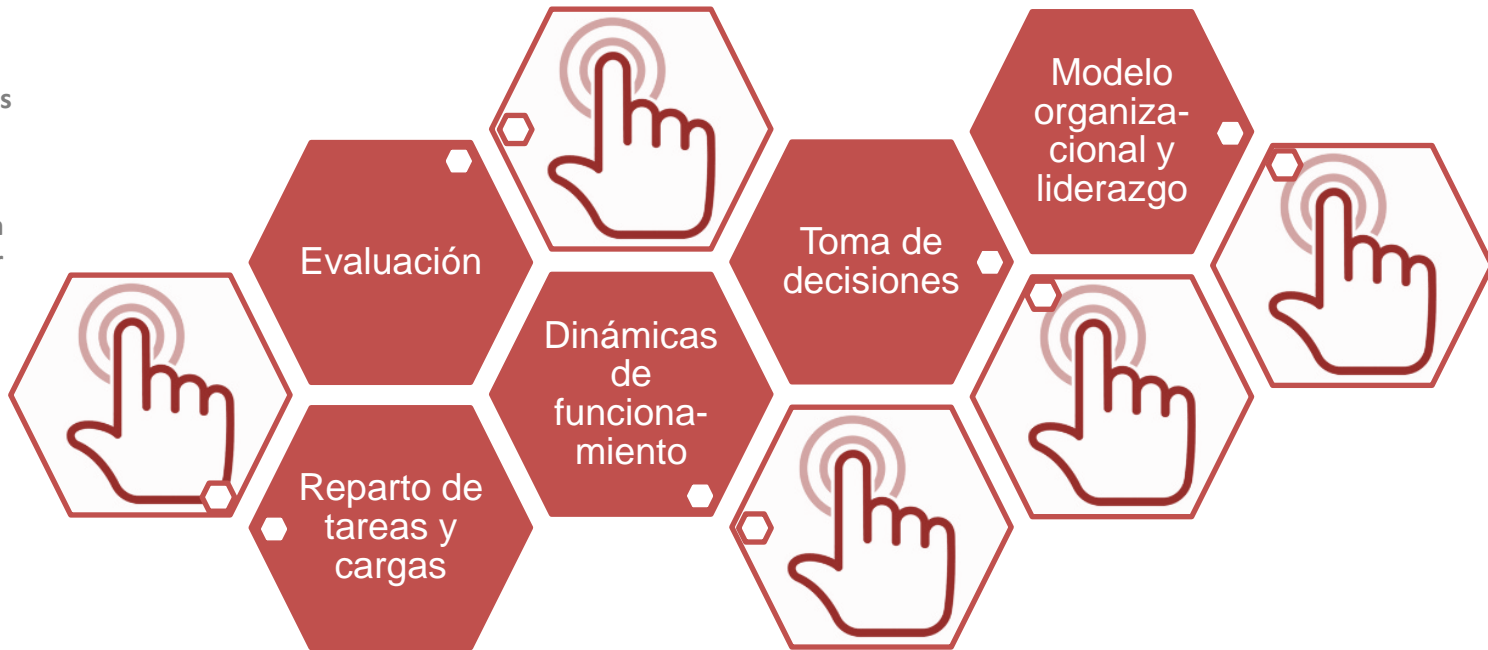 Evaluación
Reparto de
tareas y
cargas
Dinámicas
de
funciona-
miento
Toma de
decisiones
Modelo
organiza-
cional y
liderazgo